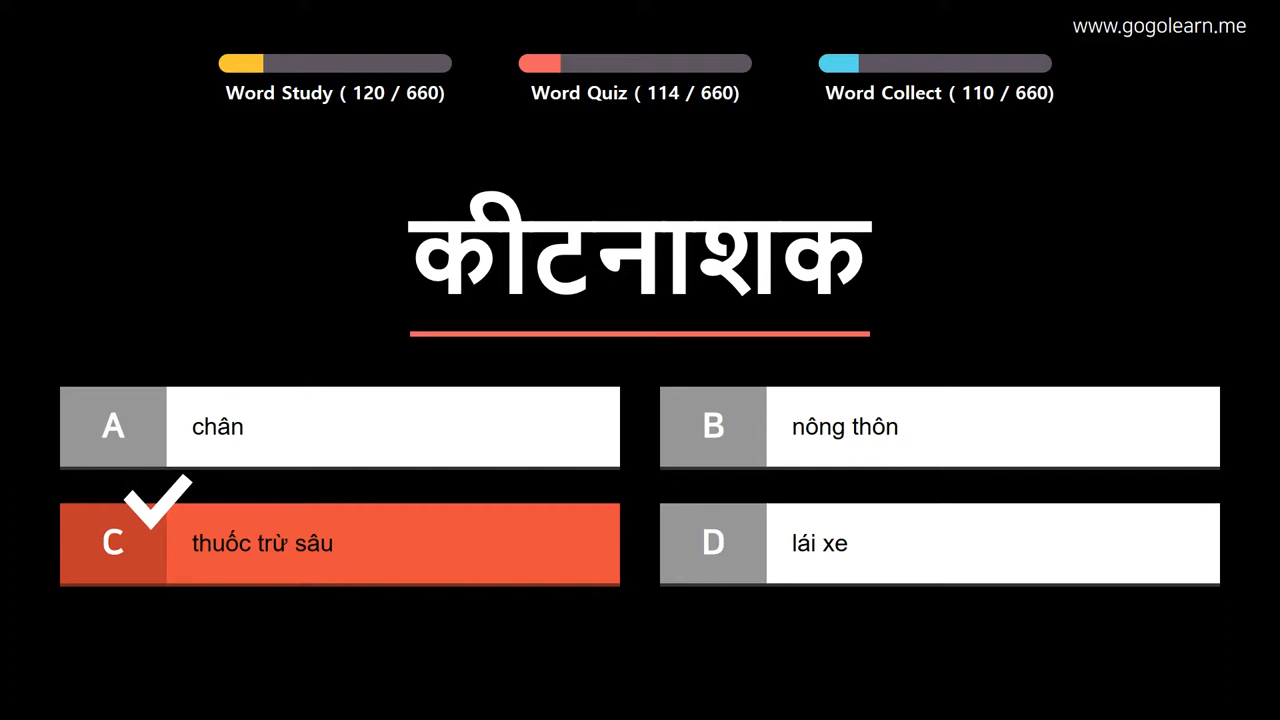 www.gogolearn.me
Word Study ( 120 / 660)
Word Quiz ( 114 / 660)
Word Collect ( 110 / 660)
कीटनाशक
A chân
B nông thôn
C thuốc trừ sâu
D lái xe